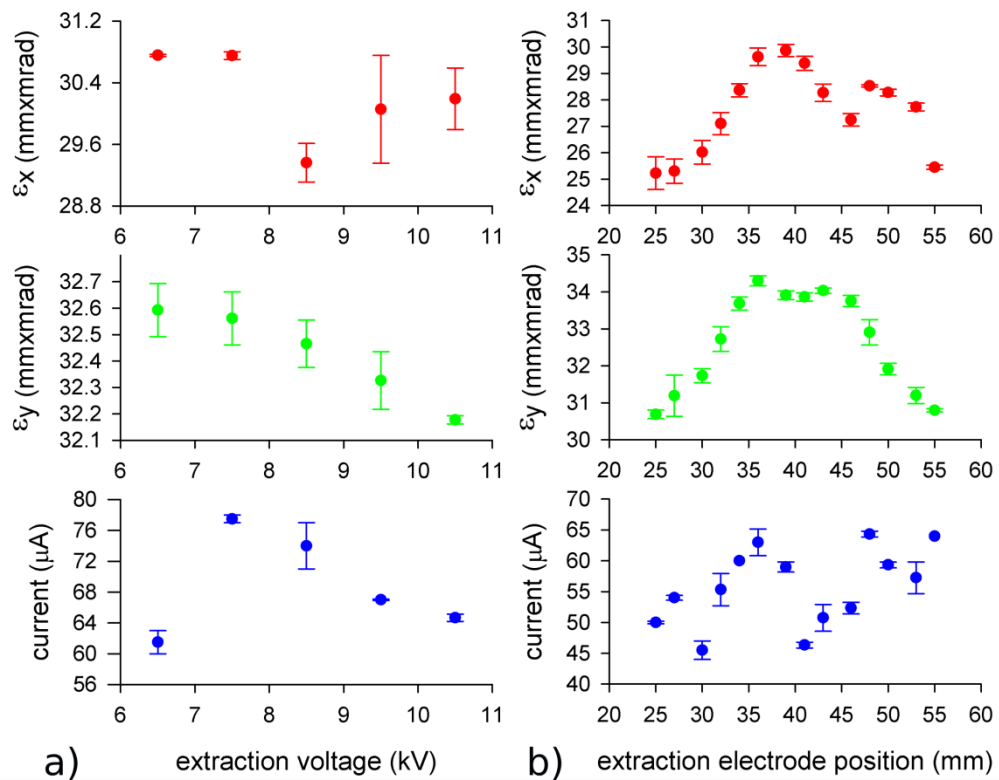 εx (mmxmrad)
31.2
30.4
29.6
28.8
6 7 8 9 10 11
εy (mmxmrad)
32.7
32.6
32.4
32.3
32.2
32.1
6 7 8 9 10 11
current (μA)
80
76
72
68
64
60
56
6 7 8 9 10 11
a) extraction voltage (kV)
εx (mmxmrad)
31
30
29
28
26
25
24
20 25 30 35 40 45 50 55 60
εy (mmxmrad)
35
34
33
32
31
30
20 25 30 35 40 45 50 55 60
current (μA)
70
65
60
55
50
45
40
20 25 30 35 40 45 50 55 60
b) extraction electrode position (mm)